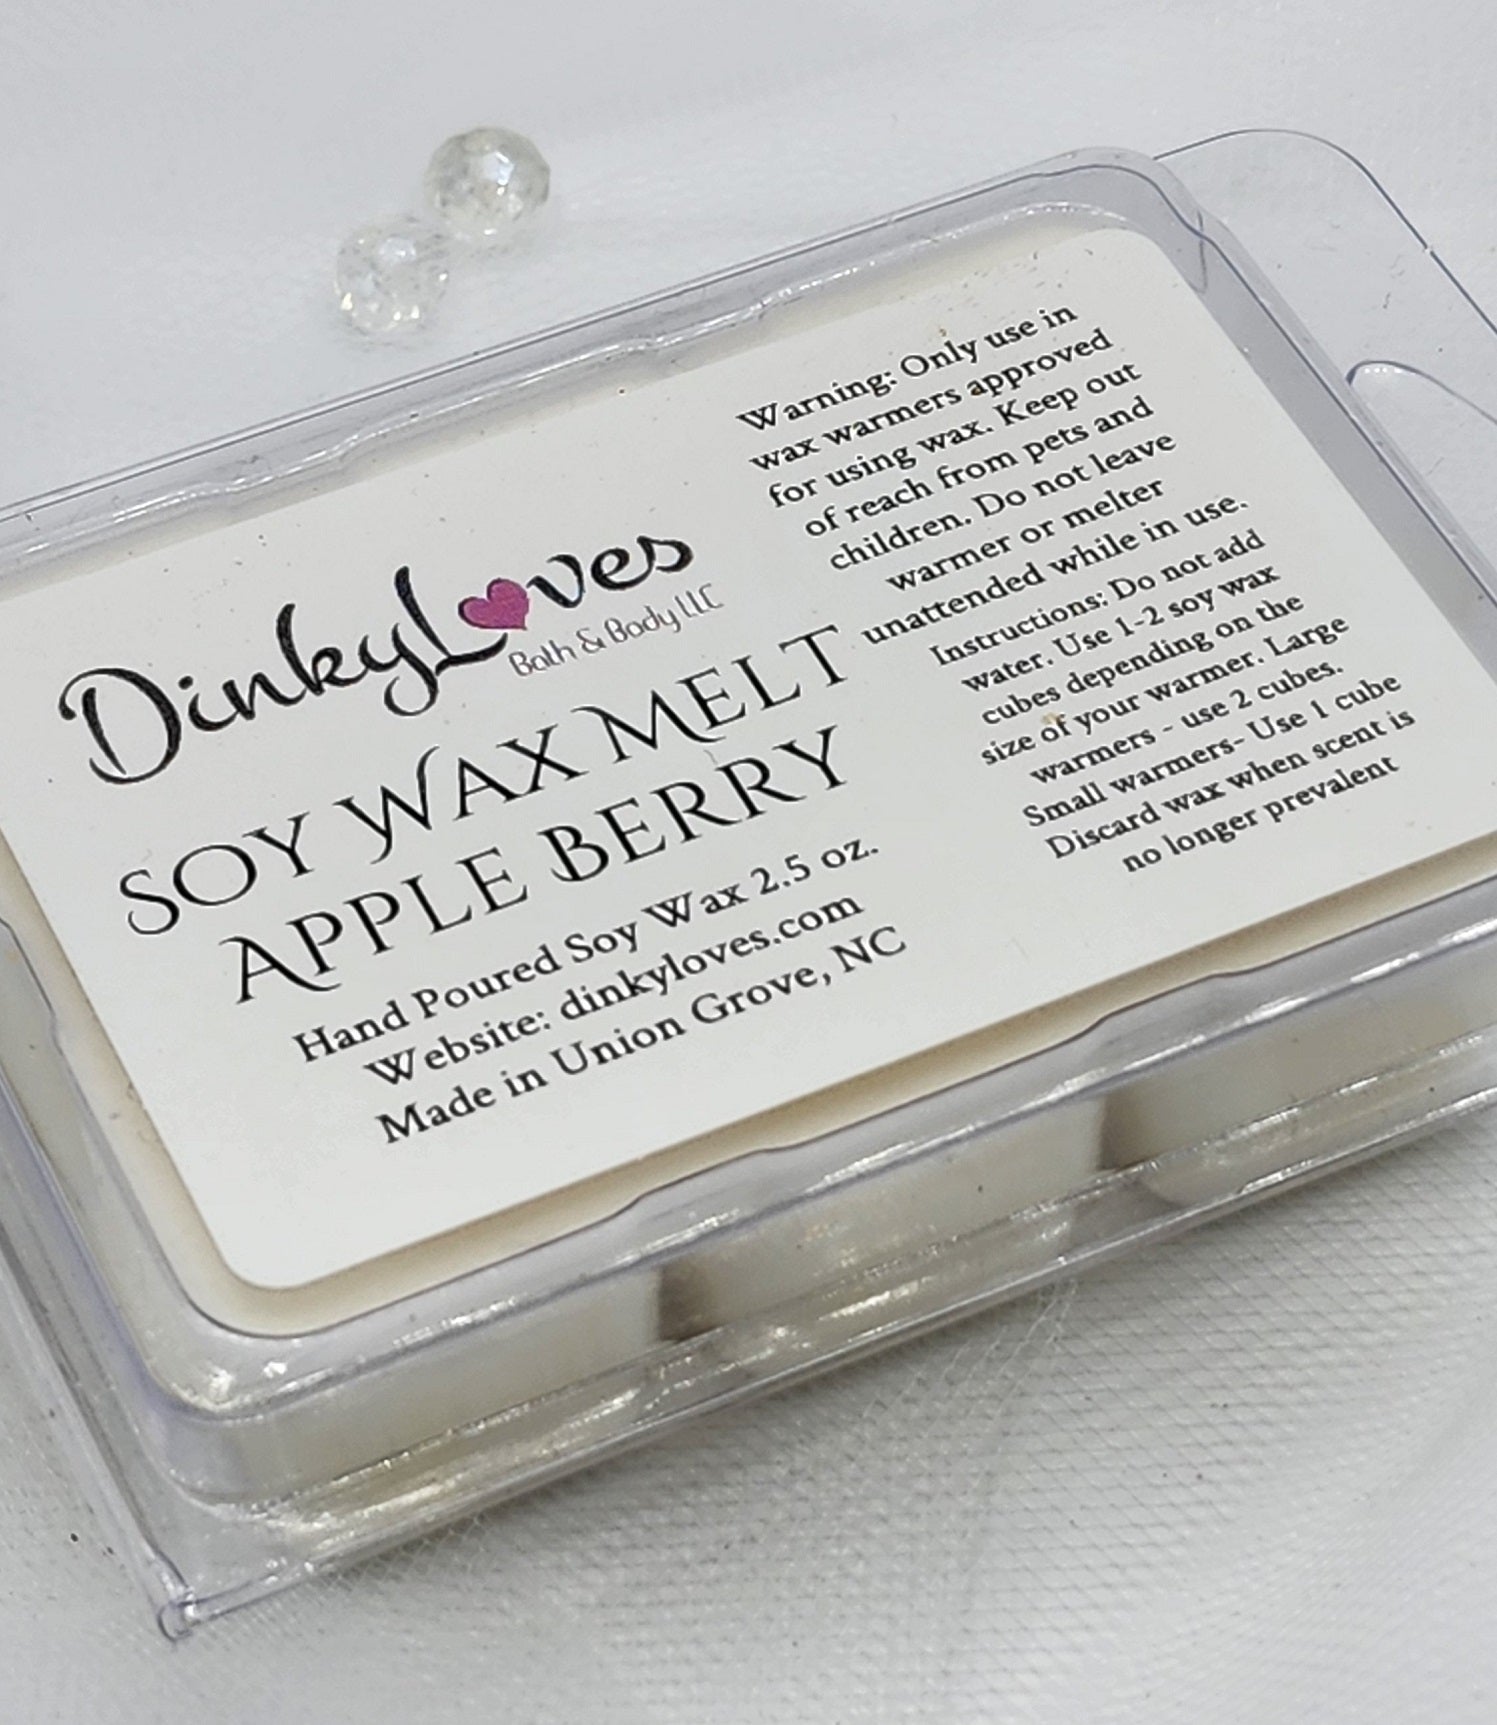 DinkyLoves
Bath & Body LLC
SOY WAX MELT
APPLE BERRY
Hand Poured Soy Wax 2.5 oz.
Website: dinkyloves.com
Made in Union Grove, NC
Warning: Only use in
wax warmers approved
for using wax. Keep out
of reach from pets and
children. Do not leave
warmer or melter
unattended while in use.
Instructions: Do not add
water. Use 1-2 soy wax
cubes depending on the
size of your warmer. Large
warmers - use 2 cubes.
Small warmers- Use 1 cube
Discard wax when scent is
no longer prevalent